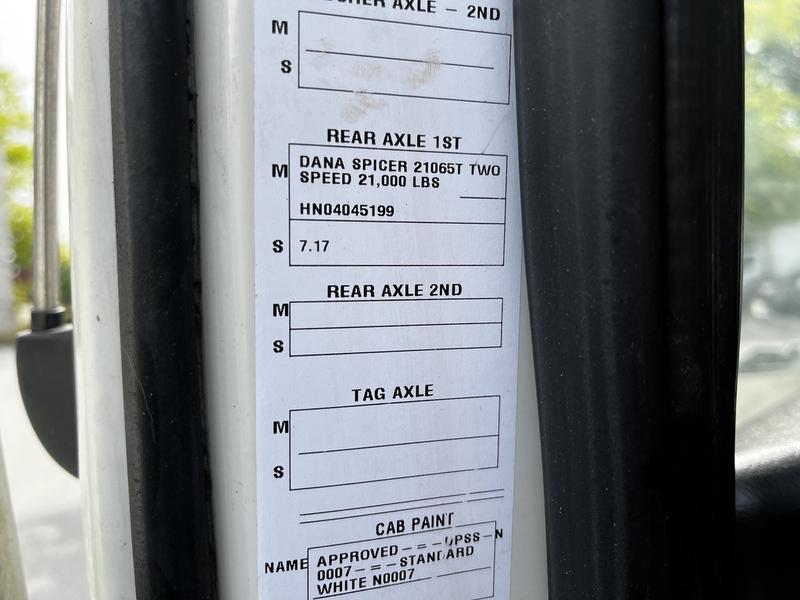 AXLE – 2ND
M
S
REAR AXLE 1ST
M DANA SPICER 21065T TWO
SPEED 21,000 LBS
HN04045199
S 7.17
REAR AXLE 2ND
M
S
TAG AXLE
M
S
CAB PAINT
NAME APPROVED – = – UPSS – N
0007 – = – STANDARD
WHITE N0007